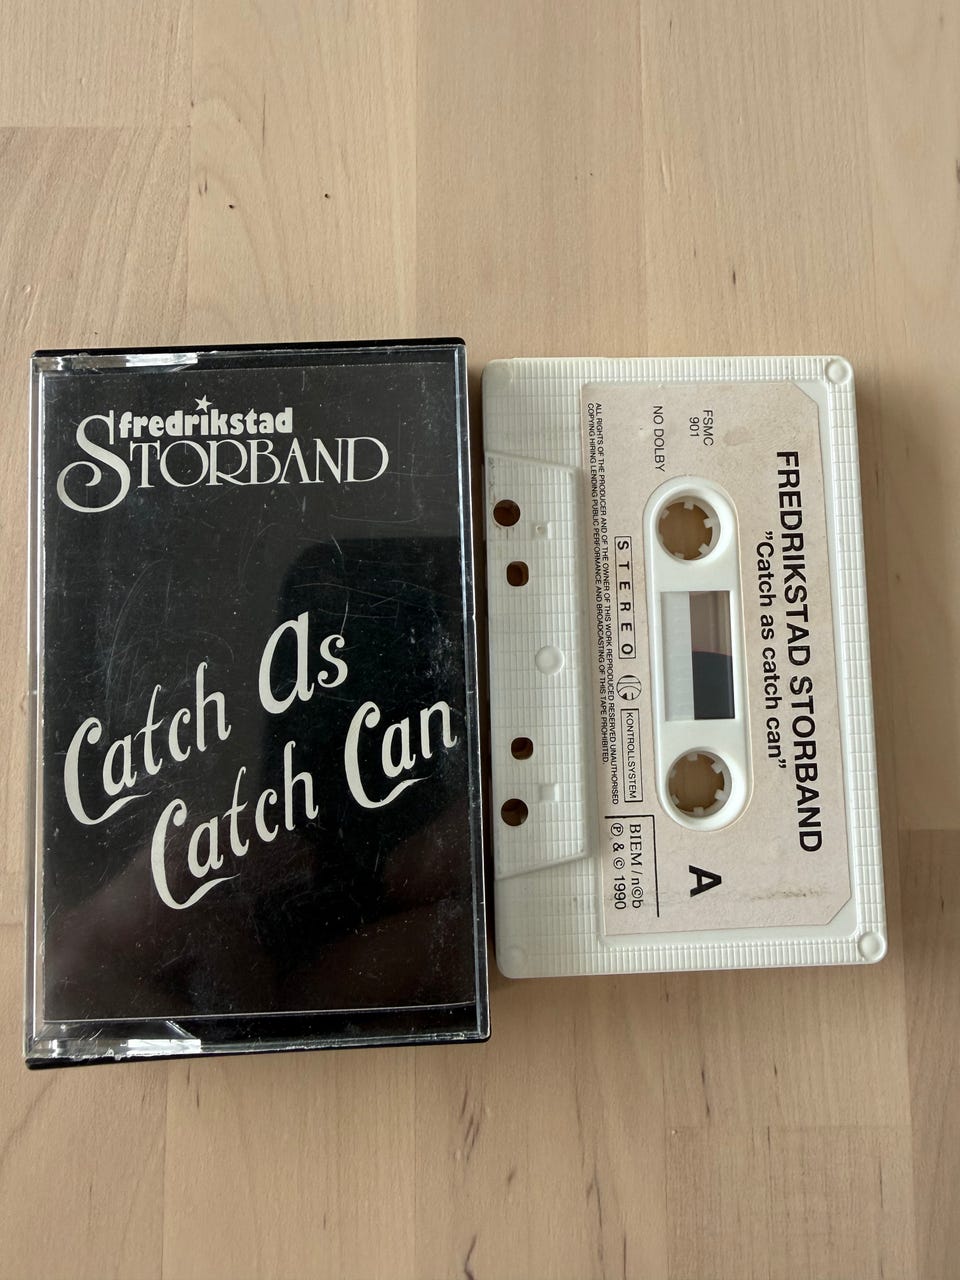 fredrikstad
STORBAND
Catch As
Catch Can
FREDRIKSTAD STORBAND
"Catch as catch can"
FSMC
901
NO DOLBY
A
STEREO
KONTROLLSYSTEM
BIEM/n©b
℗ & © 1990
ALL RIGHTS OF THE PRODUCER AND OF THE OWNER OF THIS WORK REPRODUCED RESERVED UNAUTHORISED
COPYING HIRING LENDING PUBLIC PERFORMANCE AND BROADCASTING OF THIS TAPE PROHIBITED.